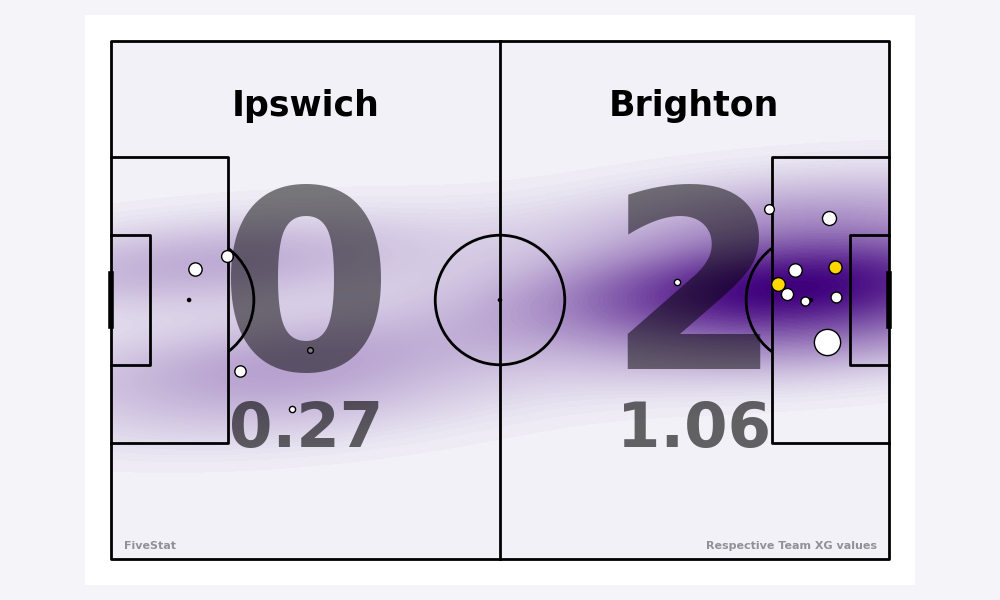 Ipswich
Brighton
0
2
0.27
1.06
FiveStat
Respective Team XG values